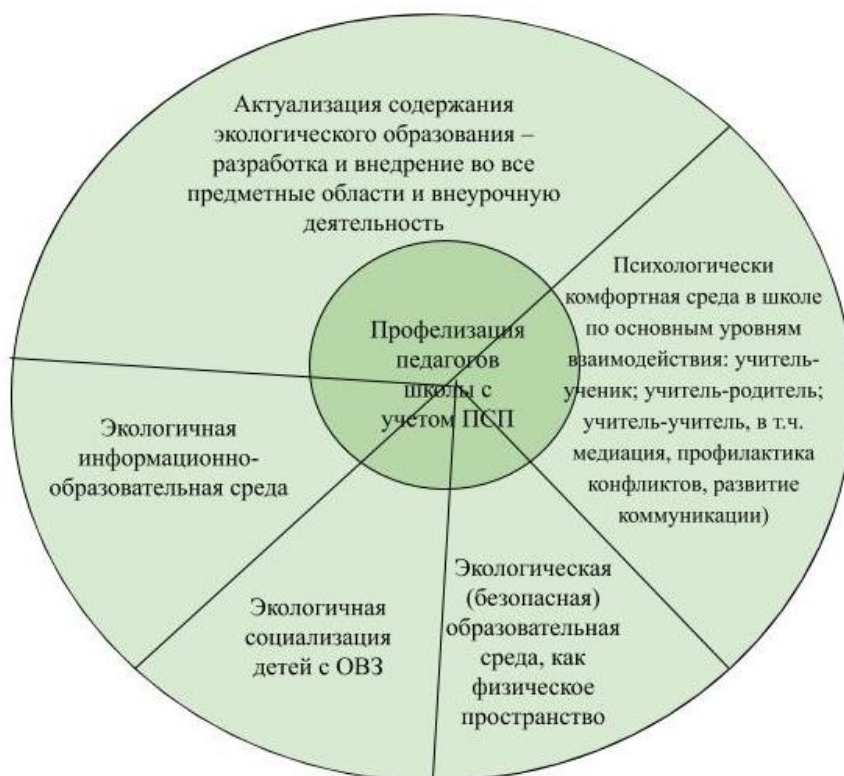 Актуализация содержания
экологического образования –
разработка и внедрение во все
предметные области и внеурочную
деятельность
Психологически
комфортная среда в школе
по основным уровням
взаимодействия: учитель-
ученик; учитель-родитель;
учитель-учитель, в т.ч.
медиация, профилактика
конфликтов, развитие
коммуникации)
Профелизация
педагогов
школы с
учетом ПСП
Экологичная
информационно-
образовательная среда
Экологичная
социализация
детей с ОВЗ
Экологическая
(безопасная)
образовательная
среда, как
физическое
пространство